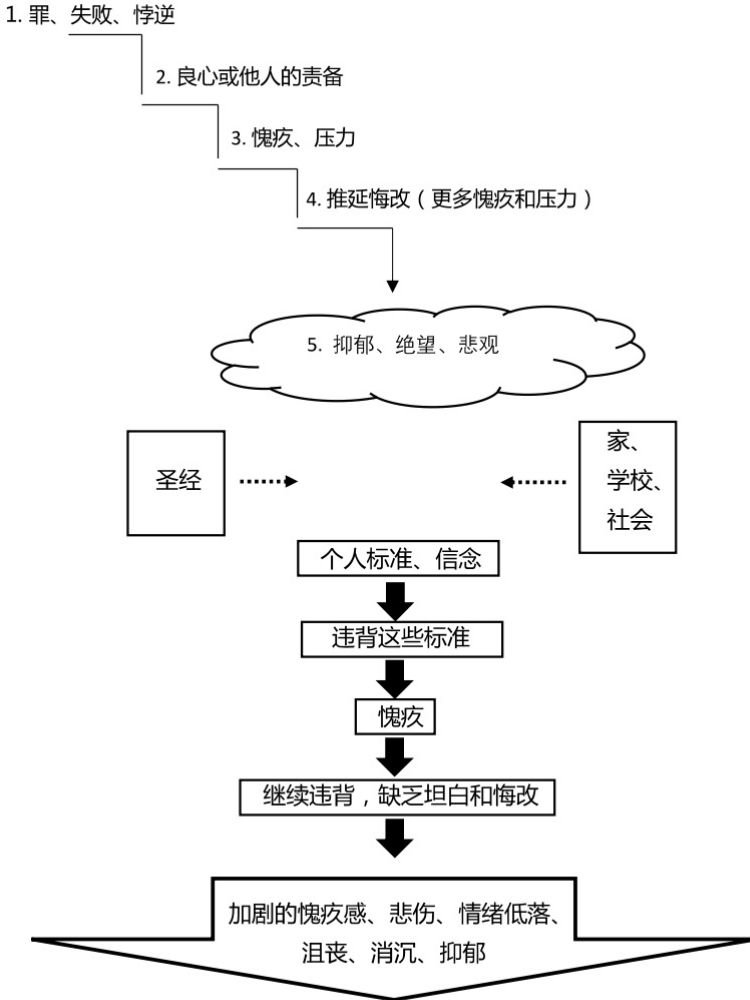 1. 罪、失败、悖逆
2. 良心或他人的责备
3. 愧疚、压力
4. 推延悔改（更多愧疚和压力）
5. 抑郁、绝望、悲观
圣经
家、
学校、
社会
个人标准、信念
违背这些标准
愧疚
继续违背，缺乏坦白和悔改
加剧的愧疚感、悲伤、情绪低落、
沮丧、消沉、抑郁